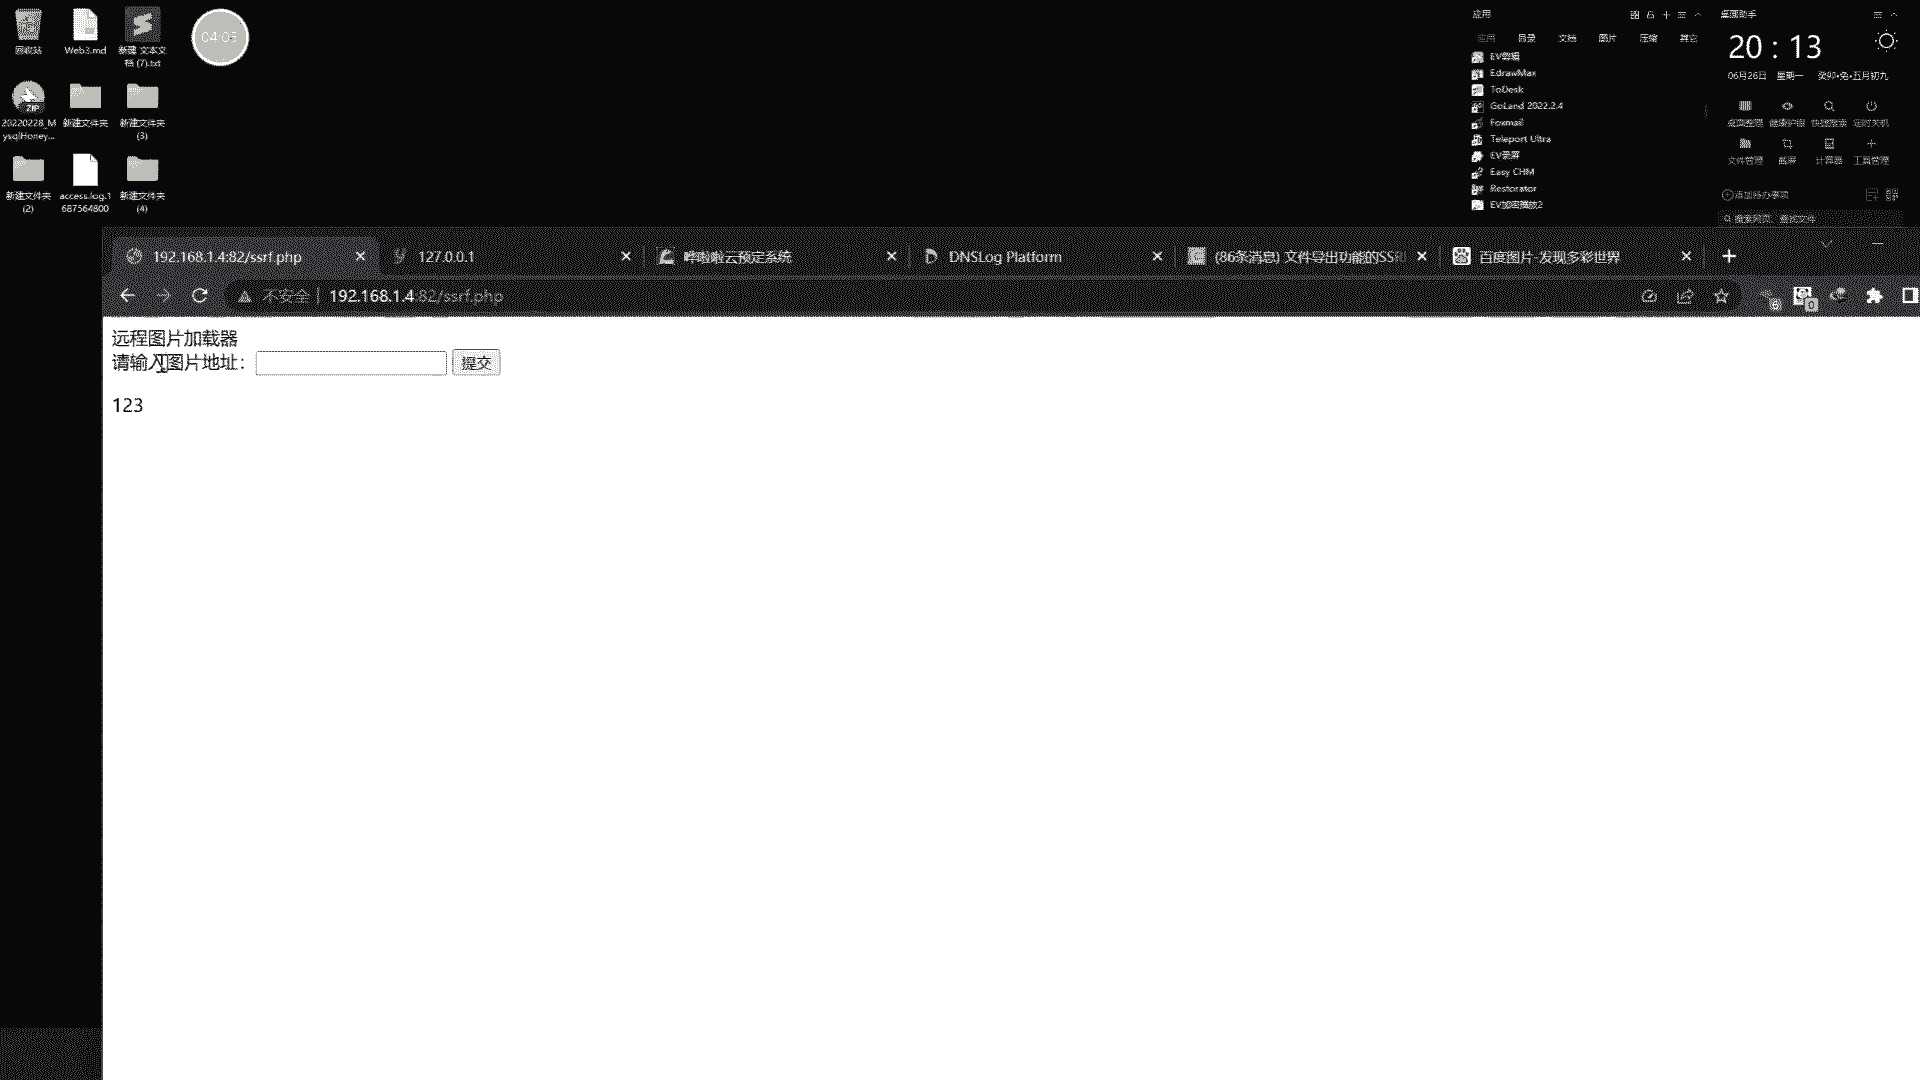 回收站
Web3.md
新建 文本文
档 (7).txt
04:05
ZIP
20220228_M
ysqlHoney...
新建文件夹
新建文件夹
(3)
新建文件夹
(2)
access.log.1
687564800
新建文件夹
(4)
应用
应用 目录 文档 图片 压缩 其它
EV剪辑
EdrawMax
ToDesk
GoLand 2022.2.4
Foxmail
Teleport Ultra
EV录屏
Easy CHM
Restorator
EV加密播放2
桌面助手
20 : 13
06月26日 星期一 癸卯•兔•五月初九
桌面整理 健康护眼 快捷搜索 定时关机
文件管理 截屏 计算器 工具管理
添加待办事项
搜索网页、查找文件
192.168.1.4:82/ssrf.php
127.0.0.1
哗啦啦云预定系统
DNSLog Platform
(86条消息) 文件导出功能的SSR
百度图片-发现多彩世界
不安全 192.168.1.4:82/ssrf.php
6
0
远程图片加载器
请输入图片地址： 提交
123